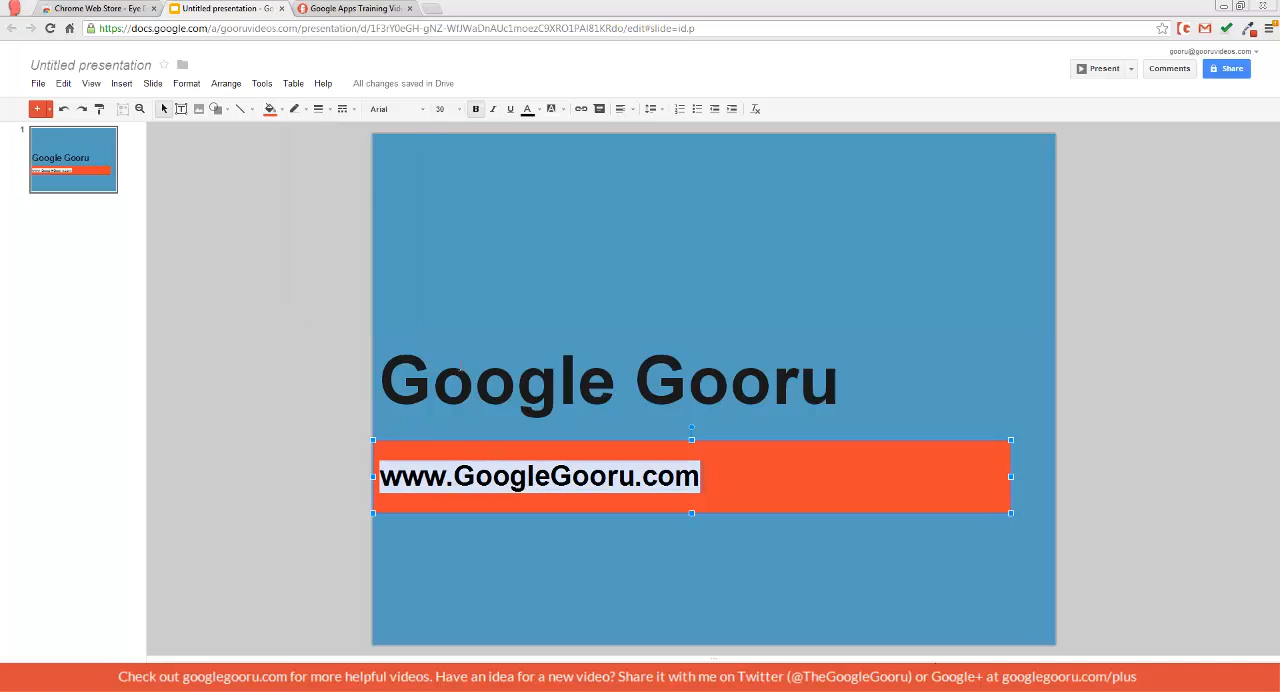 Chrome Web Store - Eye D
Untitled presentation - Go
Google Apps Training Vid
https://docs.google.com/a/gooruvideos.com/presentation/d/1F3rY0eGH-gNZ-WfJWaDnAUc1moezC9XRO1PAI81KRdo/edit#slide=id.p
gooru@gooruvideos.com
Untitled presentation
Present
Comments
Share
File Edit View Insert Slide Format Arrange Tools Table Help All changes saved in Drive
Arial 30 B I U A A
1
Google Gooru
www.GoogleGooru.com
Google Gooru
www.GoogleGooru.com
Check out googlegooru.com for more helpful videos. Have an idea for a new video? Share it with me on Twitter (@TheGoogleGooru) or Google+ at googlegooru.com/plus